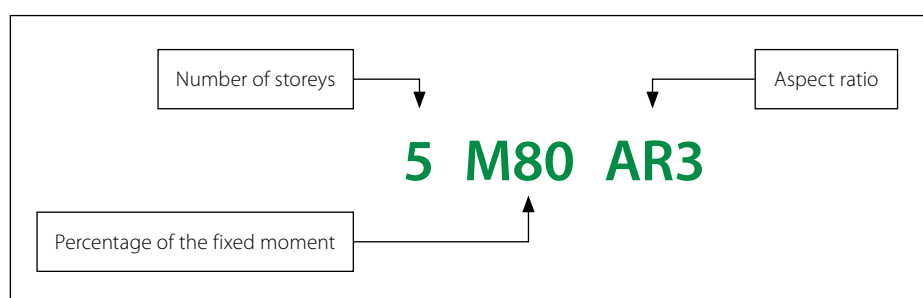 Number of storeys
Aspect ratio
5 M80 AR3
Percentage of the fixed moment